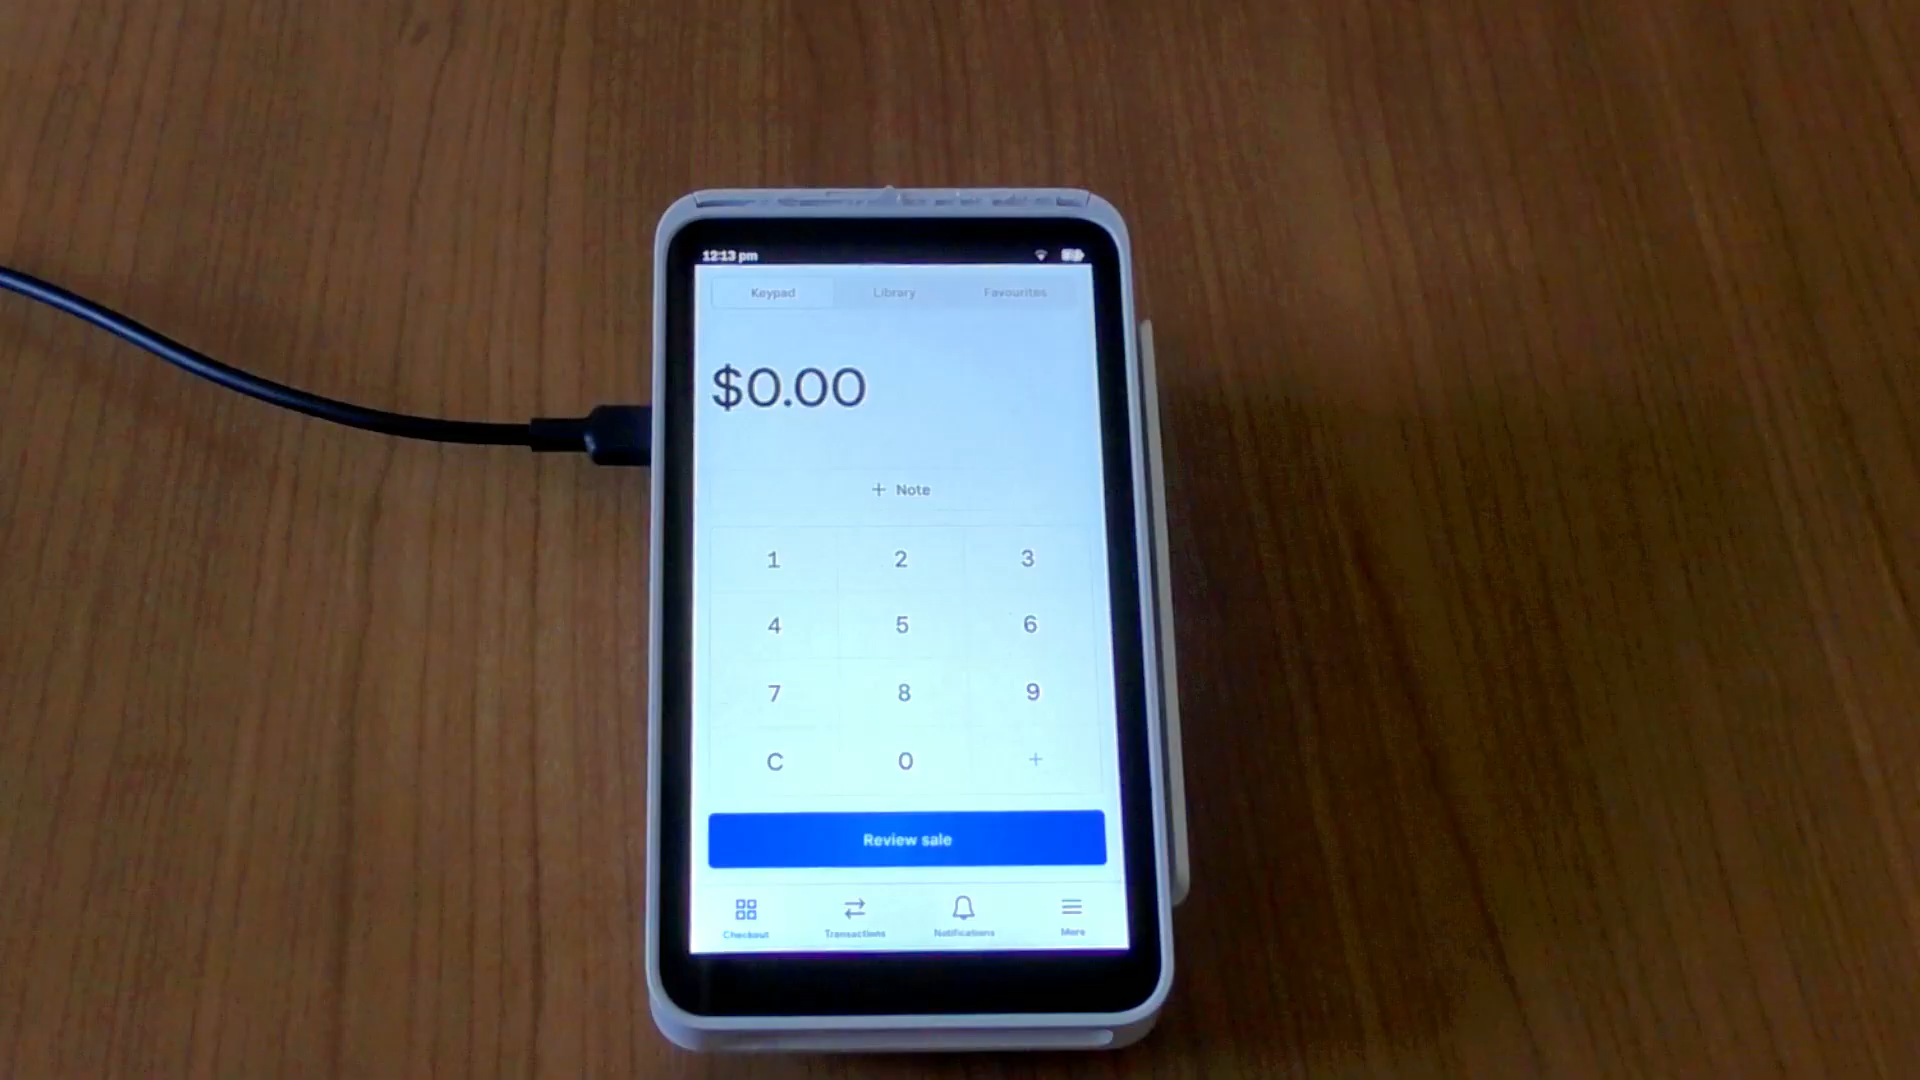 12:13 pm
Keypad Library Favourites
$0.00
+ Note
1 2 3
4 5 6
7 8 9
C 0 +
Review sale
Checkout Transactions Notifications More